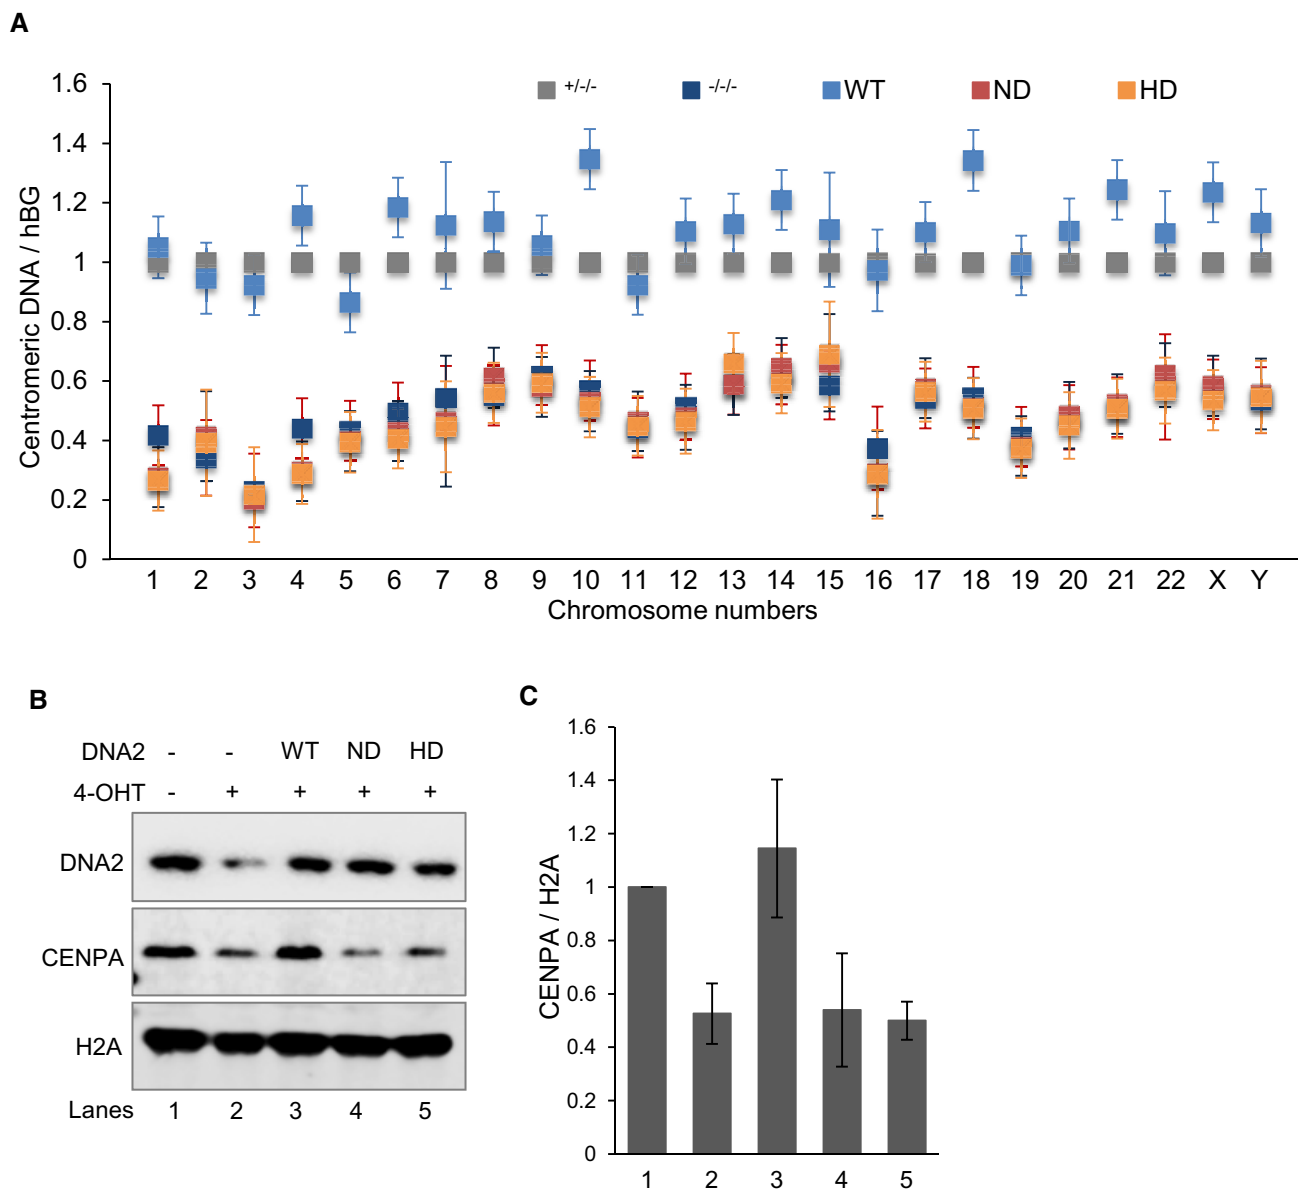 A
+/-/- -/-/- WT ND HD
1.6
1.4
1.2
1
0.8
0.6
0.4
0.2
0
Centromeric DNA / hBG
1 2 3 4 5 6 7 8 9 10 11 12 13 14 15 16 17 18 19 20 21 22 X Y
Chromosome numbers
B
DNA2 - - WT ND HD
4-OHT - + + + +
DNA2
CENPA
H2A
Lanes 1 2 3 4 5
C
1.6
1.4
1.2
1
0.8
0.6
0.4
0.2
0
CENPA / H2A
1 2 3 4 5